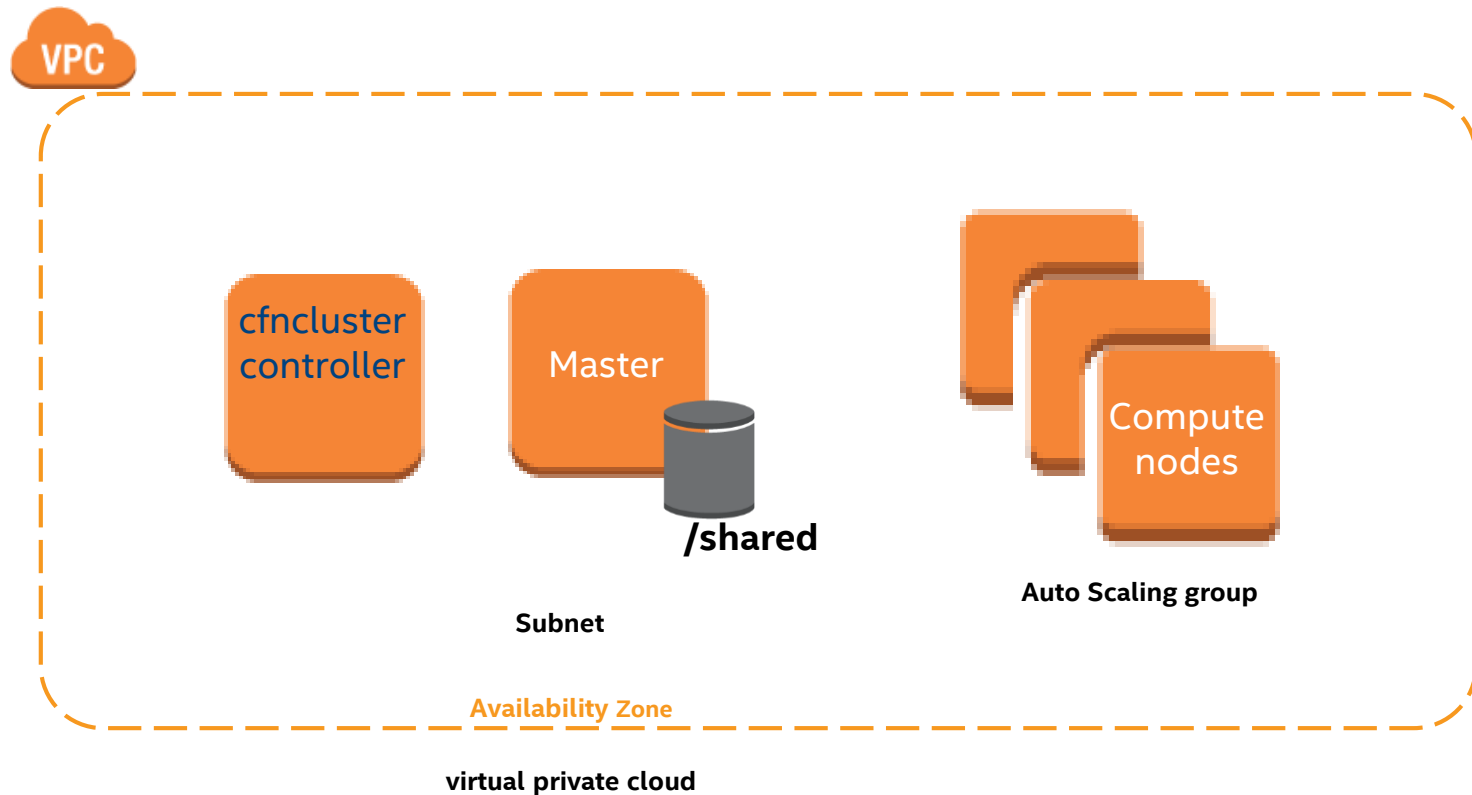 VPC
cfncluster
controller
Master
/shared
Compute
nodes
Auto Scaling group
Subnet
Availability Zone
virtual private cloud